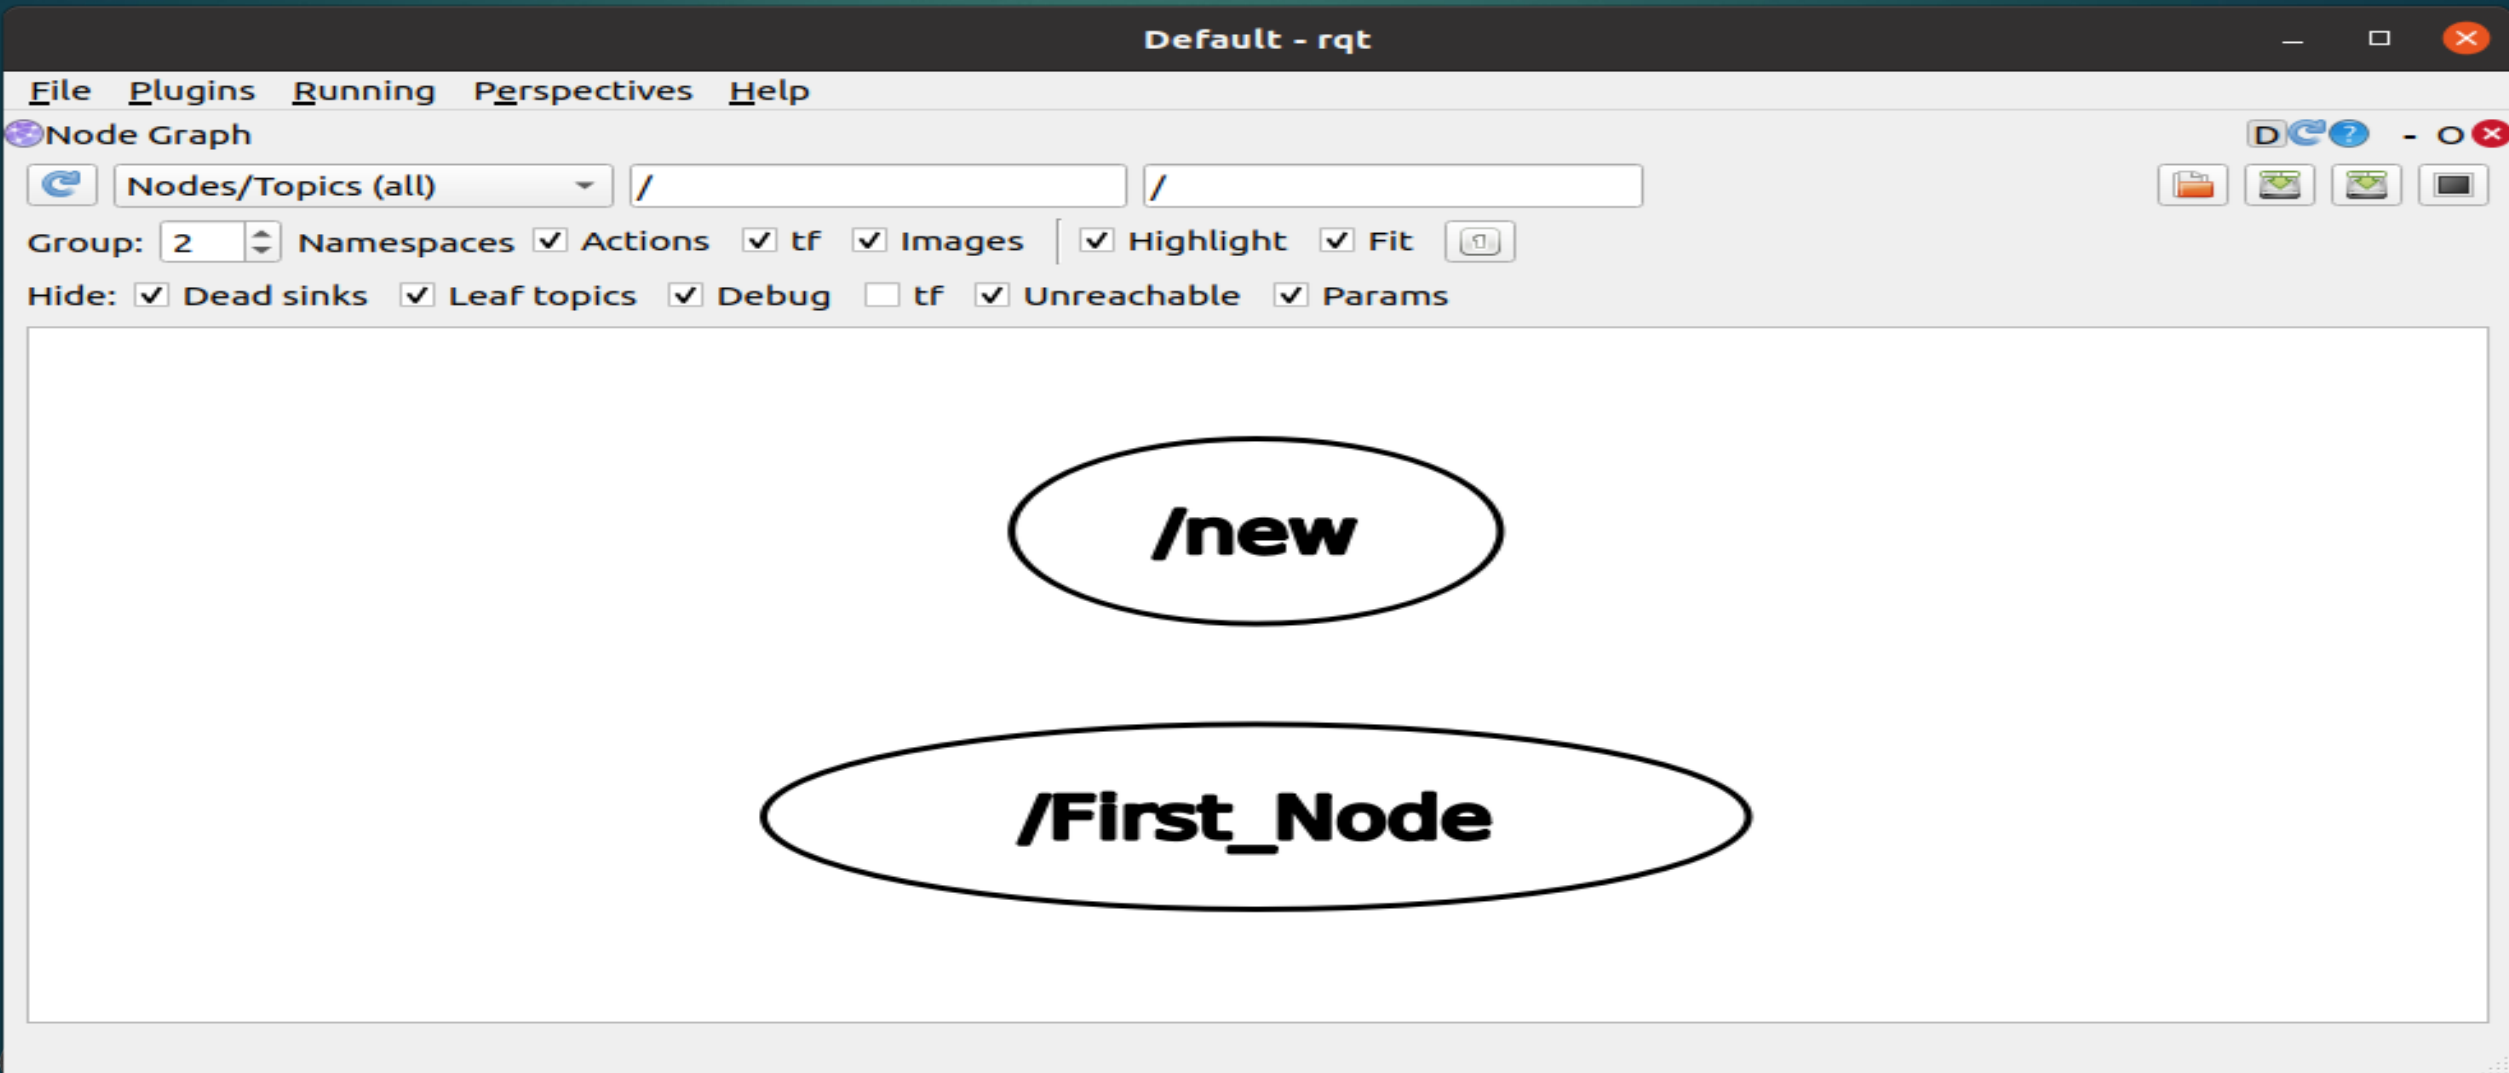 Default - rqt
File Plugins Running Perspectives Help
Node Graph D ? - O
Nodes/Topics (all) / /
Group: 2 Namespaces Actions tf Images Highlight Fit 1
Hide: Dead sinks Leaf topics Debug tf Unreachable Params
/new
/First_Node